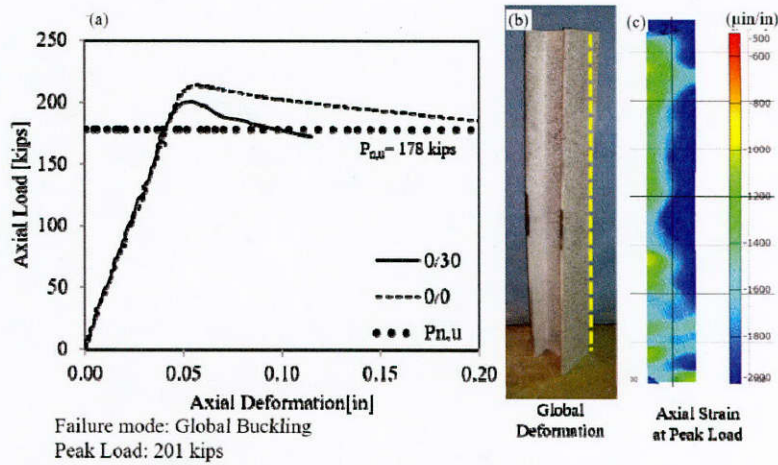 (a)
250
200
150
100
50
0
Axial Load
[kips]
Pn,u= 178 kips
0/30
0/0
Pn,u
0.00 0.05 0.10 0.15 0.20
Axial Deformation[in]
Failure mode: Global Buckling
Peak Load: 201 kips
(b)
Global
Deformation
(c)
(µin/in)
-500
-600
-800
-1000
-1200
-1400
-1600
-1800
-2000
Axial Strain
at Peak Load